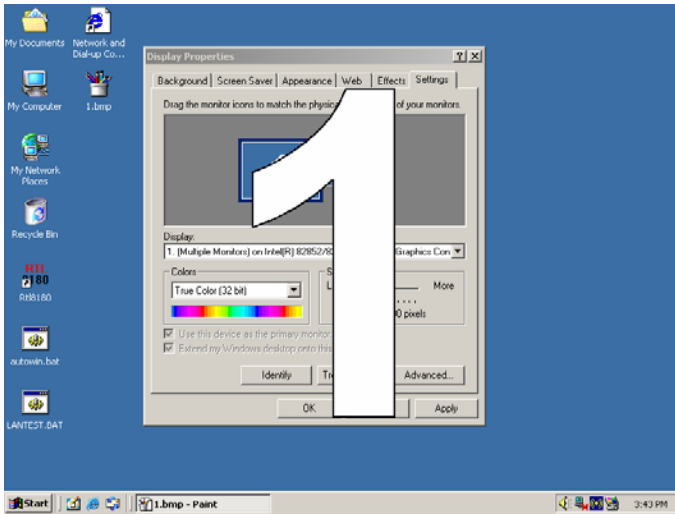 My Documents
Network and
Dial-up Co...
My Computer
1.bmp
My Network
Places
Recycle Bin
RTl
8180
Rtl8180
autowin.bat
LANTEST.BAT
Display Properties
Background
Screen Saver
Appearance
Web
Effects
Settings
Drag the monitor icons to match the of your monitors.
1
Display:
1. (Multiple Monitors) on Intel(R) Graphics Con
Colors
True Color (32 bit)
More
pixels
Use this device as the primary monitor.
Extend my Windows desktop onto this
Identify
Advanced...
OK
Apply
Start
1.bmp - Paint
3:43 PM